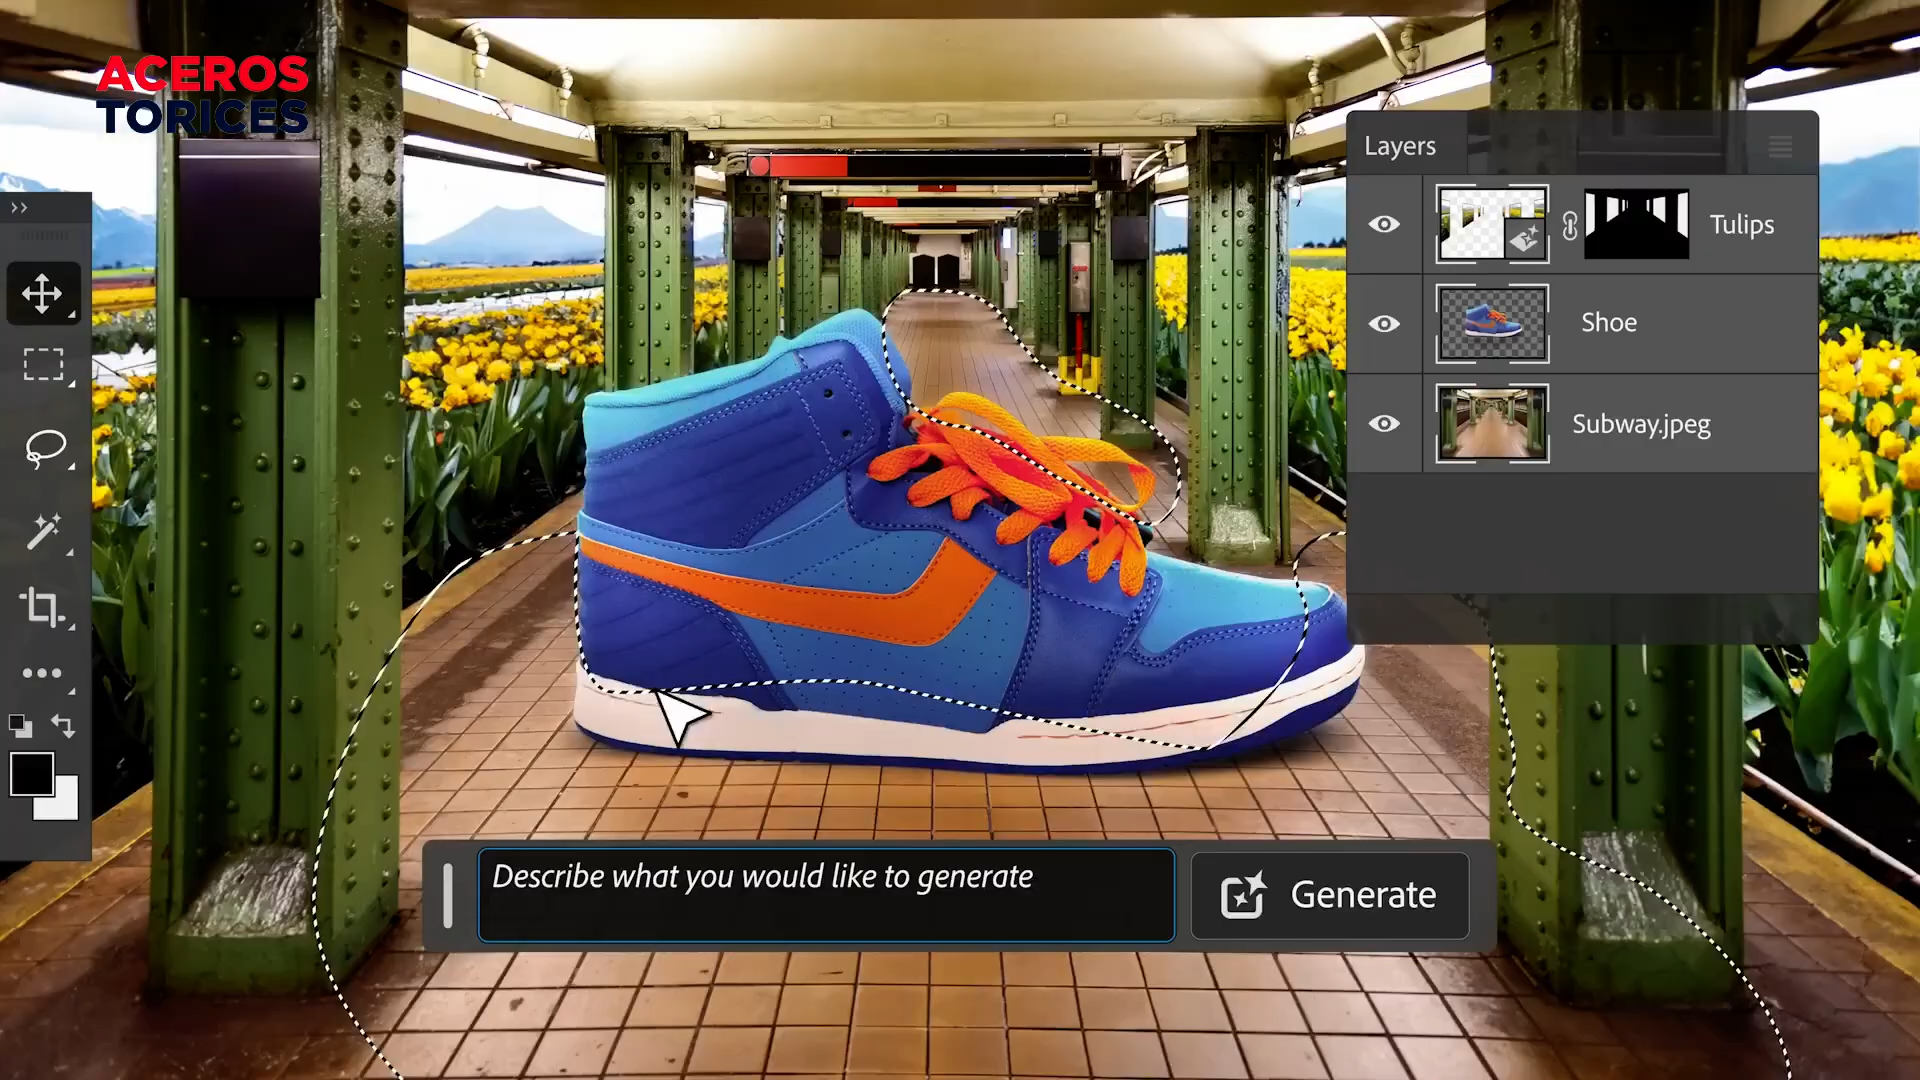 ACEROS
TORICES
Layers
Tulips
Shoe
Subway.jpeg
Describe what you would like to generate
Generate